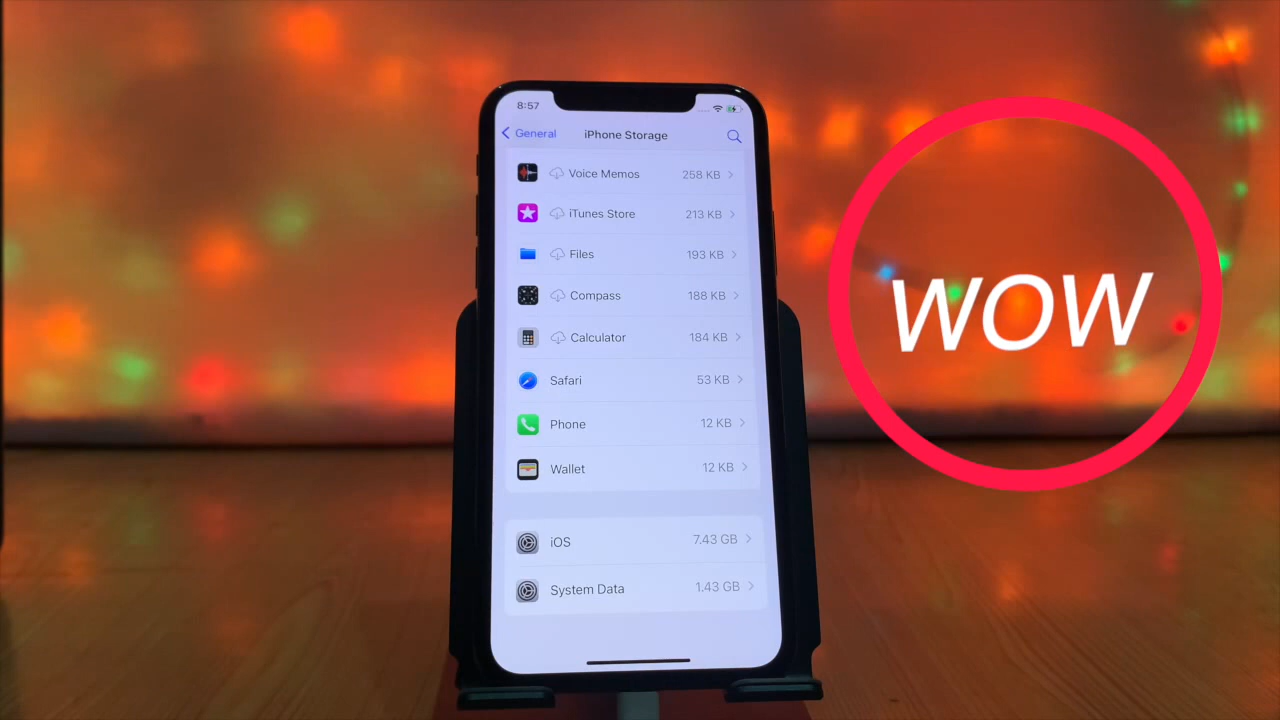 8:57
General
iPhone Storage
Voice Memos 258 KB
iTunes Store 213 KB
Files 193 KB
Compass 188 KB
Calculator 184 KB
Safari 53 KB
Phone 12 KB
Wallet 12 KB
iOS 7.43 GB
System Data 1.43 GB
WOW